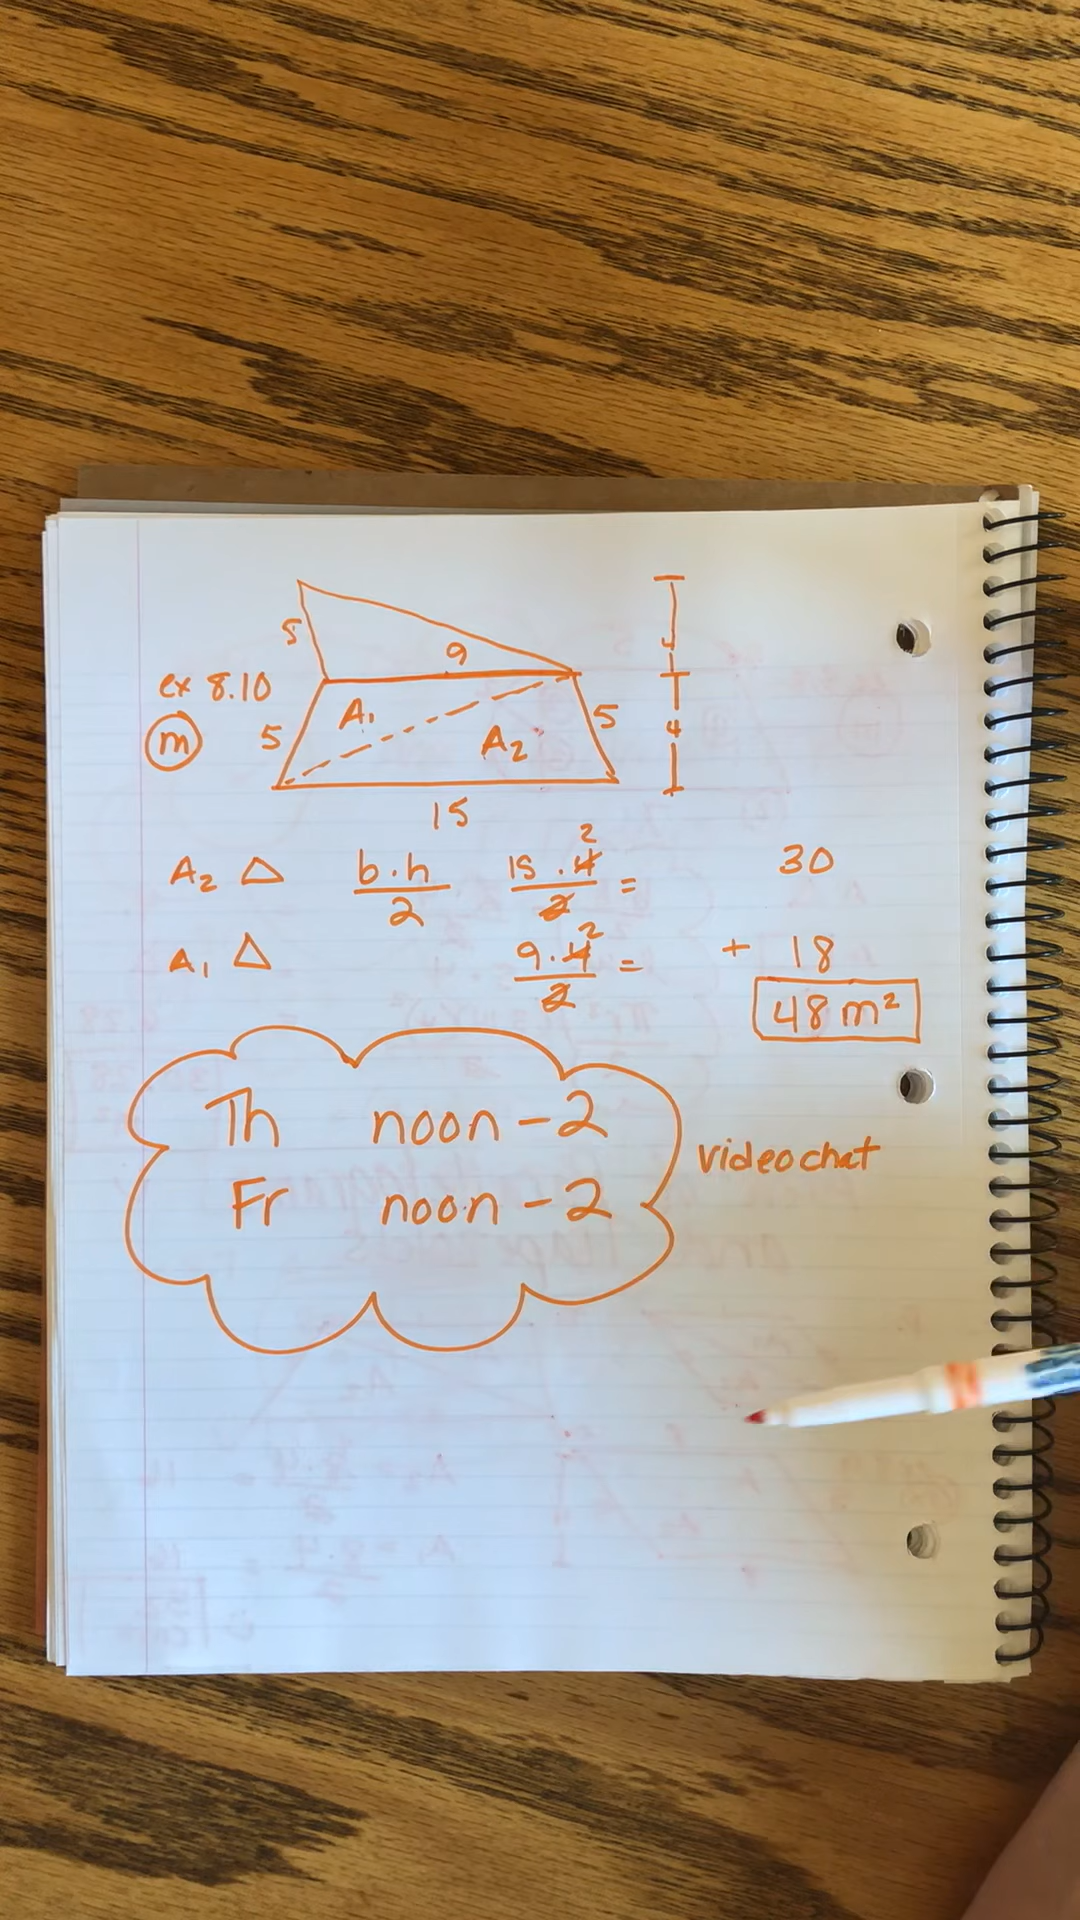 5
9
4
ex 8.10
m
5
A₁
A₂
5
4
15
A₂ △ b·h/2 15·4/2 2 = 30
A₁ △ 9·4/2 2 = + 18
48 m²
Th noon - 2
Fr noon - 2
videochat